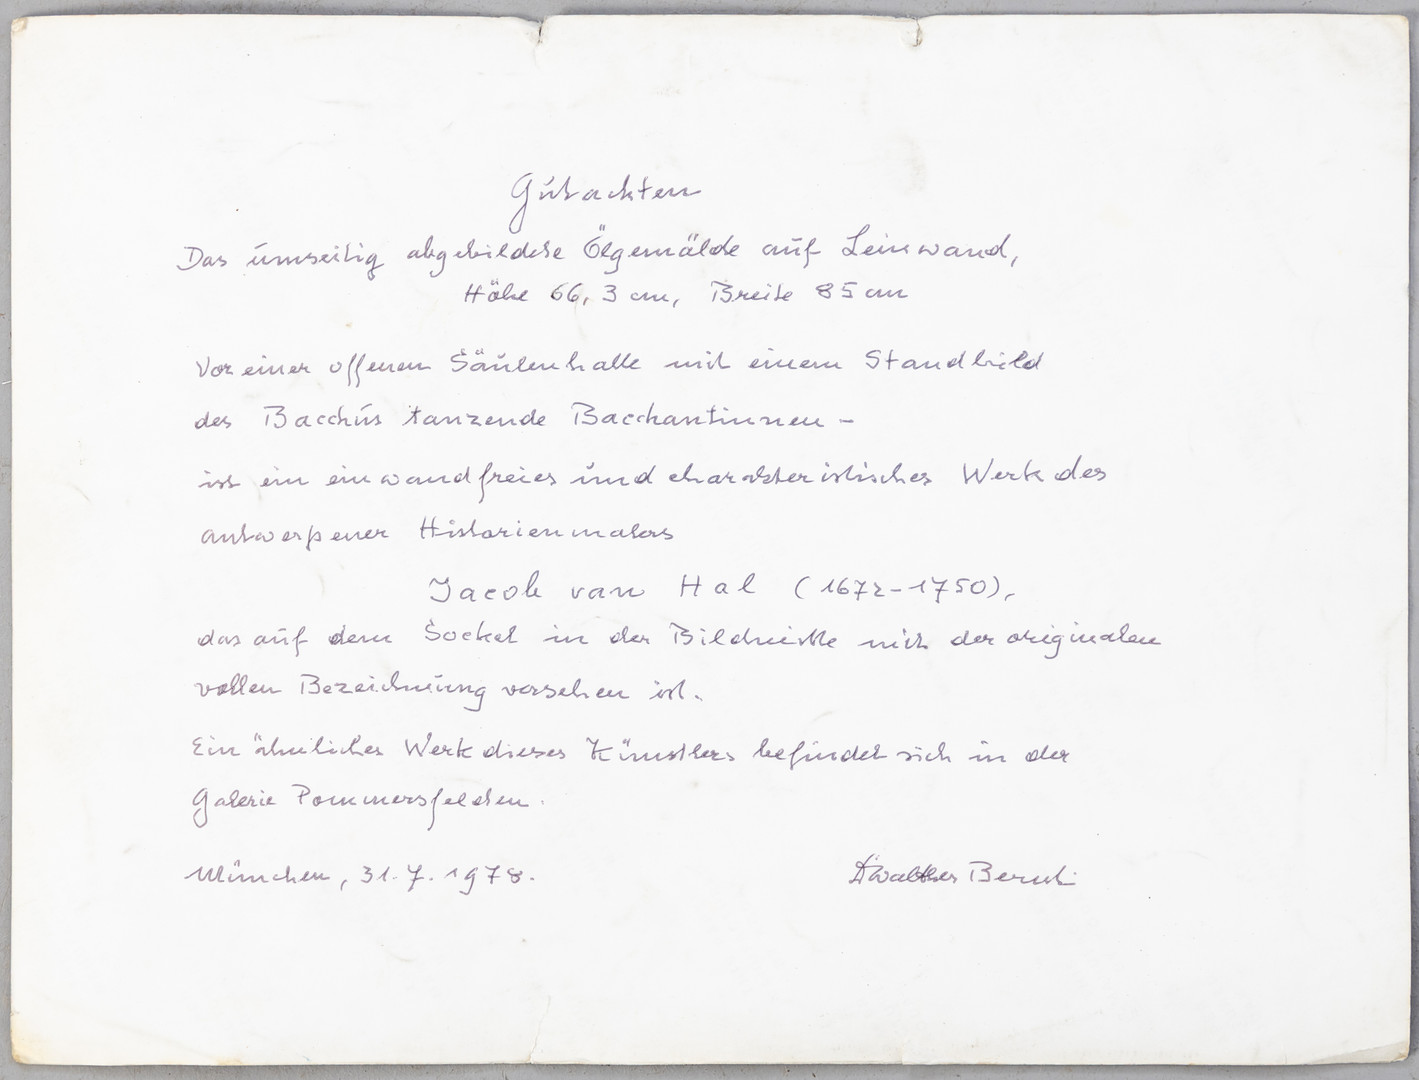 Gutachten
Das umseitig abgebildete Ölgemälde auf Leinwand,
Höhe 66,3 cm, Breite 85 cm
Vor einer offenen Säulenhalle mit einem Standbild
des Bacchus tanzende Bacchantinnen –
ist ein einwandfreies und charakteristisches Werk des
antwerpener Historienmalers
Jacob van Hal (1672-1750),
das auf dem Sockel in der Bildmitte mit der originalen
vollen Bezeichnung versehen ist.
Ein ähnliches Werk dieses Künstlers befindet sich in der
Galerie Pommersfelden.
München, 31.7.1978.
Dr Walther Bernt